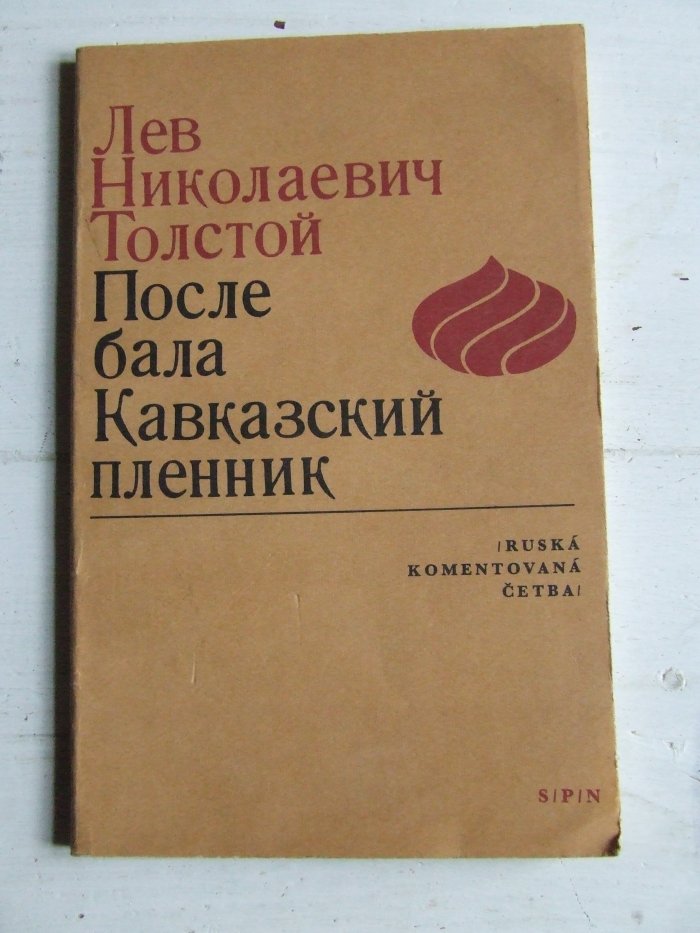 Лев
Николаевич
Толстой
После
бала
Кавказский
пленник
/RUSKÁ
KOMENTOVANÁ
ČETBA/
S/P/N